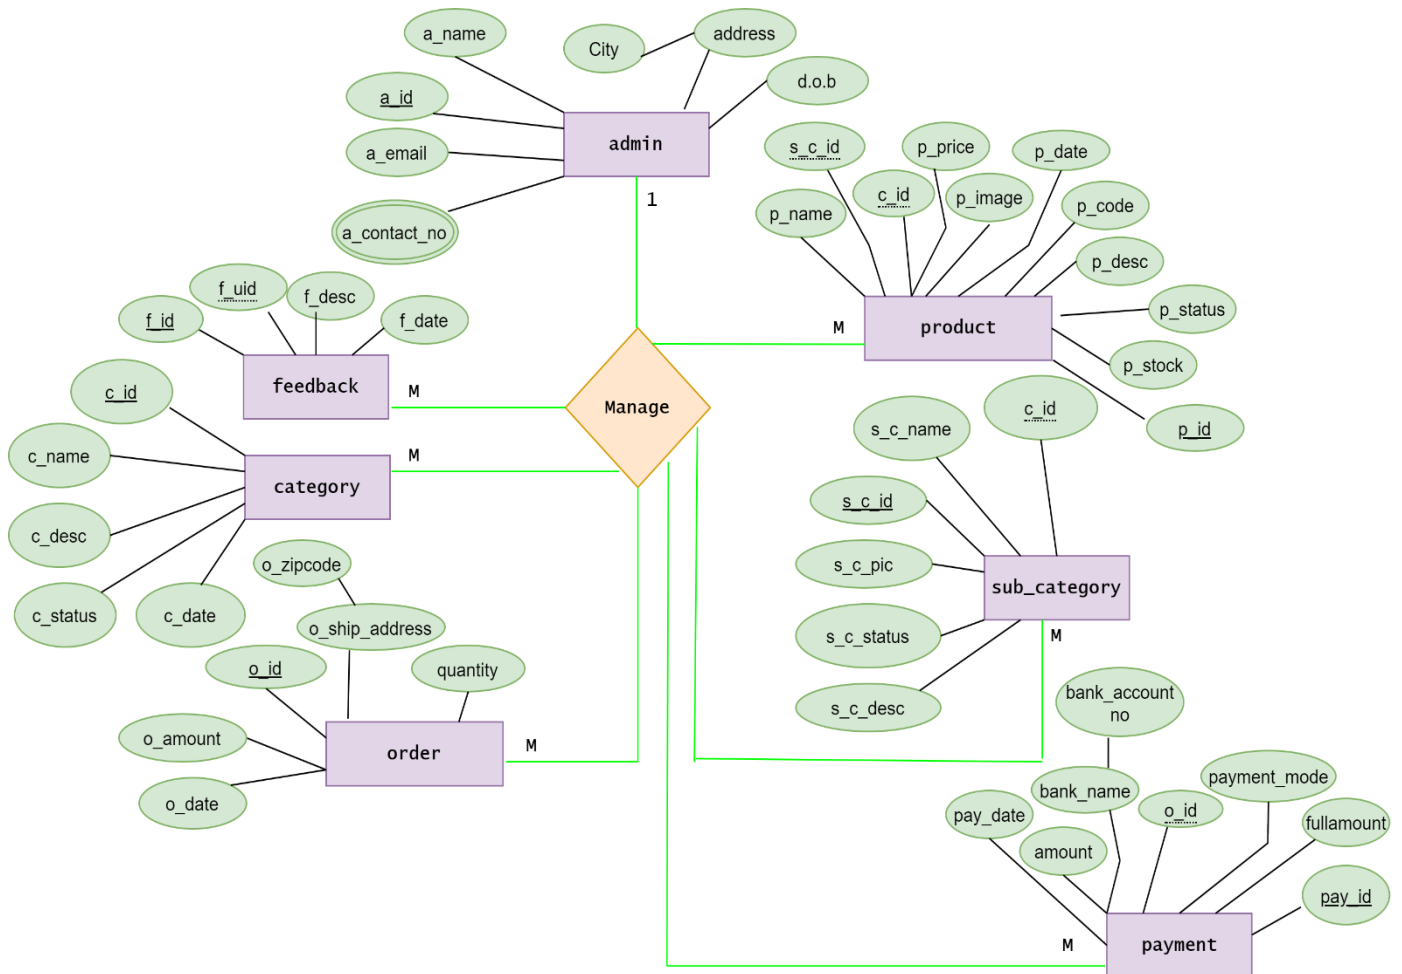 a_name
City
address
d.o.b
a_id
a_email
a_contact_no
admin
1
s_c_id
p_price
p_date
c_id
p_image
p_name
p_code
p_desc
p_status
p_stock
p_id
product
M
f_uid
f_desc
f_id
f_date
feedback
M
Manage
c_id
c_name
c_desc
c_status
c_date
category
M
s_c_name
c_id
s_c_id
s_c_pic
s_c_status
s_c_desc
sub_category
M
o_zipcode
o_ship_address
o_id
quantity
o_amount
o_date
order
M
bank_account
no
bank_name
payment_mode
pay_date
o_id
fullamount
amount
pay_id
payment
M